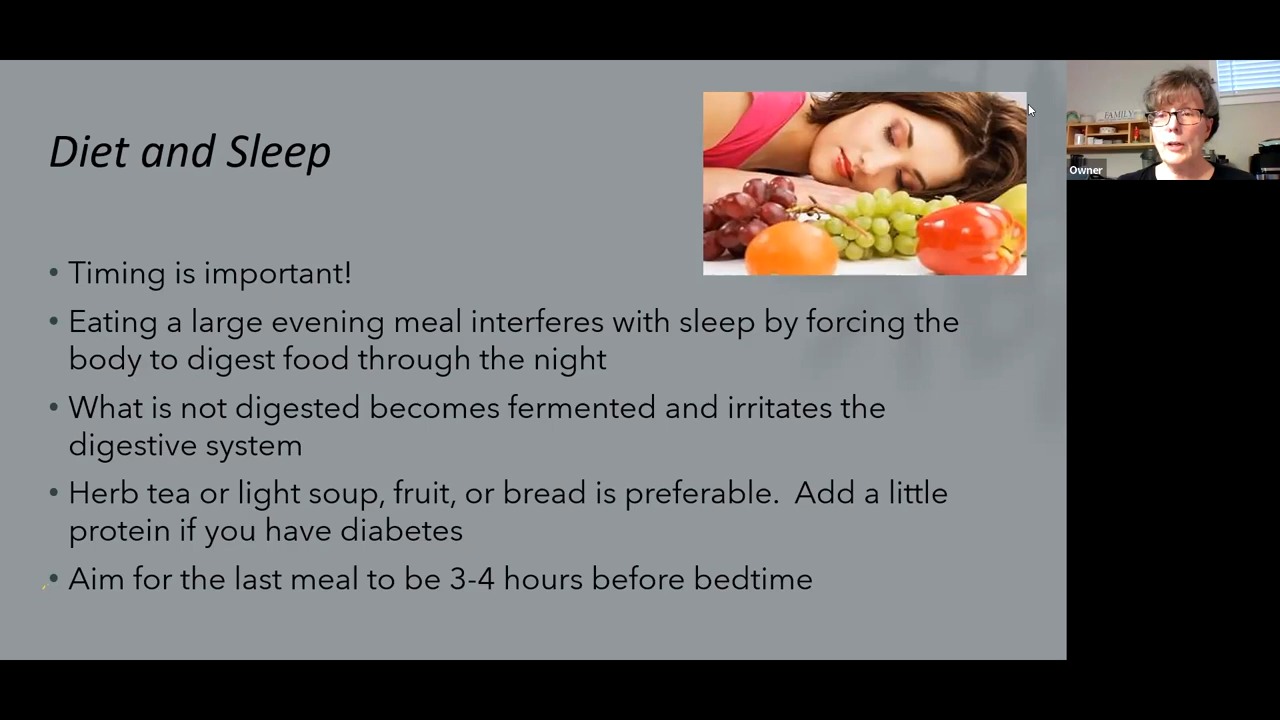 Diet and Sleep
• Timing is important!
• Eating a large evening meal interferes with sleep by forcing the
body to digest food through the night
• What is not digested becomes fermented and irritates the
digestive system
• Herb tea or light soup, fruit, or bread is preferable.  Add a little
protein if you have diabetes
• Aim for the last meal to be 3-4 hours before bedtime
FAMILY
Owner